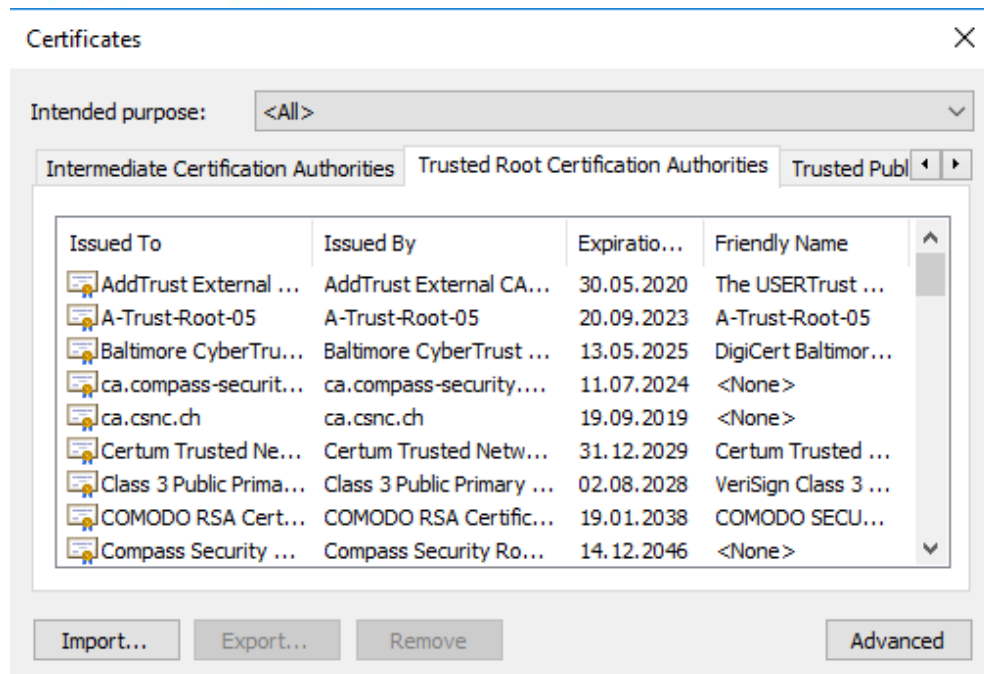 Certificates
Intended purpose: <All>
Intermediate Certification Authorities Trusted Root Certification Authorities Trusted Publ
Issued To Issued By Expiratio... Friendly Name
AddTrust External ... AddTrust External CA... 30.05.2020 The USERTrust ...
A-Trust-Root-05 A-Trust-Root-05 20.09.2023 A-Trust-Root-05
Baltimore CyberTru... Baltimore CyberTrust ... 13.05.2025 DigiCert Baltimor...
ca.compass-securit... ca.compass-security.... 11.07.2024 <None>
ca.csnc.ch ca.csnc.ch 19.09.2019 <None>
Certum Trusted Ne... Certum Trusted Netw... 31.12.2029 Certum Trusted ...
Class 3 Public Prima... Class 3 Public Primary ... 02.08.2028 VeriSign Class 3 ...
COMODO RSA Cert... COMODO RSA Certific... 19.01.2038 COMODO SECU...
Compass Security ... Compass Security Ro... 14.12.2046 <None>
Import... Export... Remove Advanced